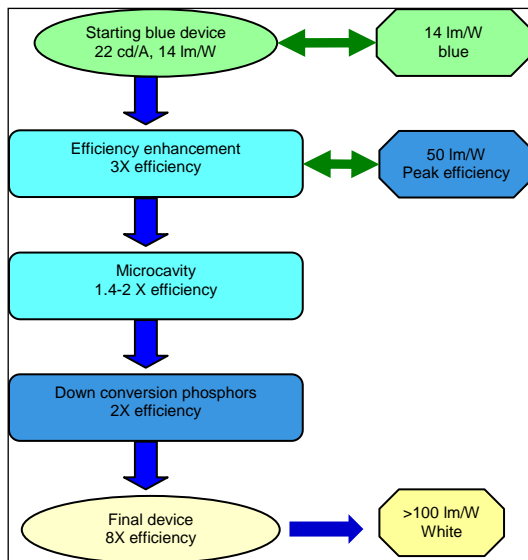 Starting blue device
22 cd/A, 14 lm/W
14 lm/W
blue
Efficiency enhancement
3X efficiency
50 lm/W
Peak efficiency
Microcavity
1.4-2 X efficiency
Down conversion phosphors
2X efficiency
Final device
8X efficiency
>100 lm/W
White